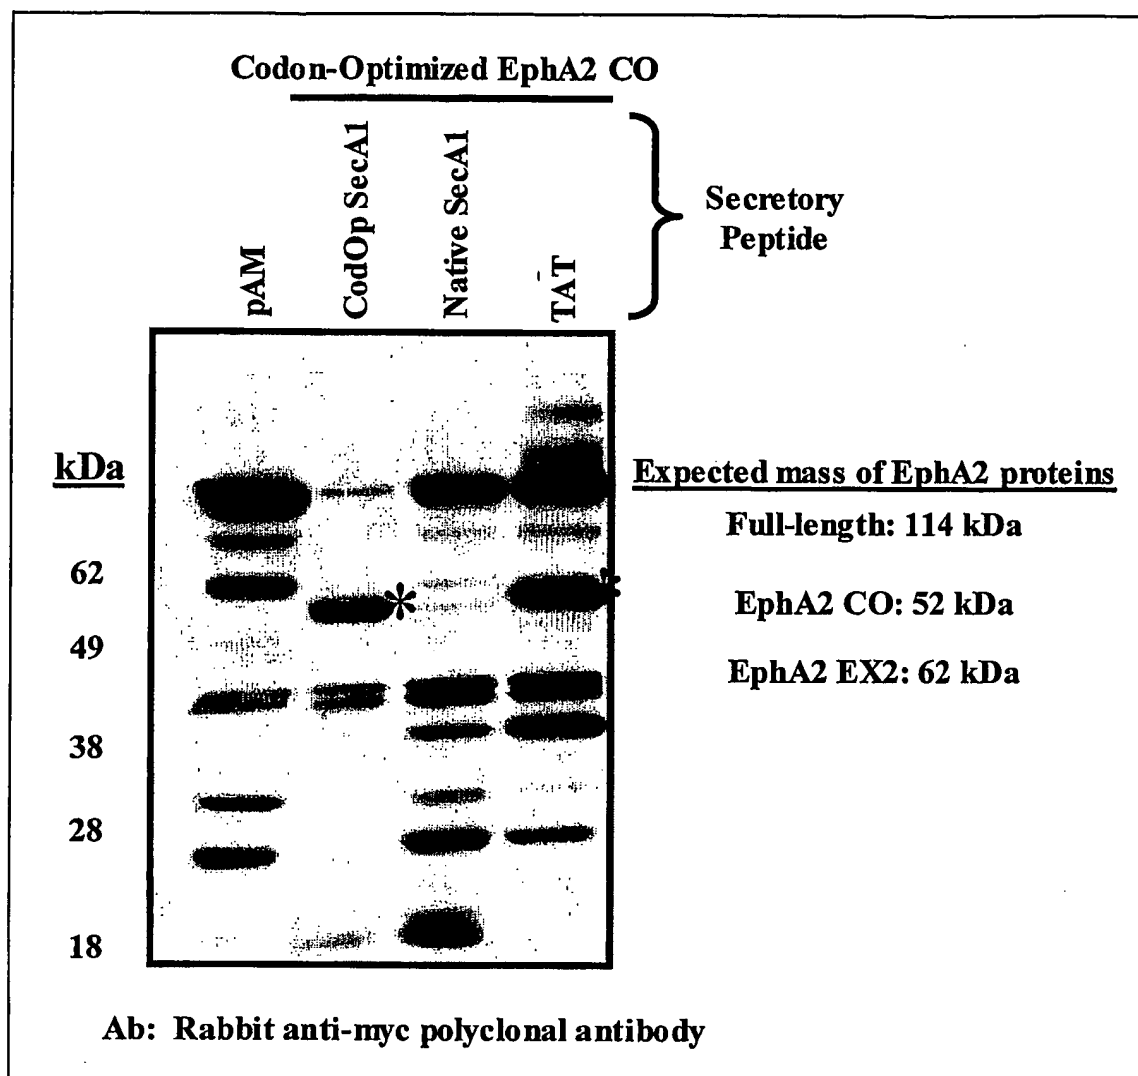 Codon-Optimized EphA2 CO
pAM
CodOp SecA1
Native SecA1
TAT
Secretory
Peptide
kDa
62
49
38
28
18
*
*
Expected mass of EphA2 proteins
Full-length: 114 kDa
EphA2 CO: 52 kDa
EphA2 EX2: 62 kDa
Ab: Rabbit anti-myc polyclonal antibody